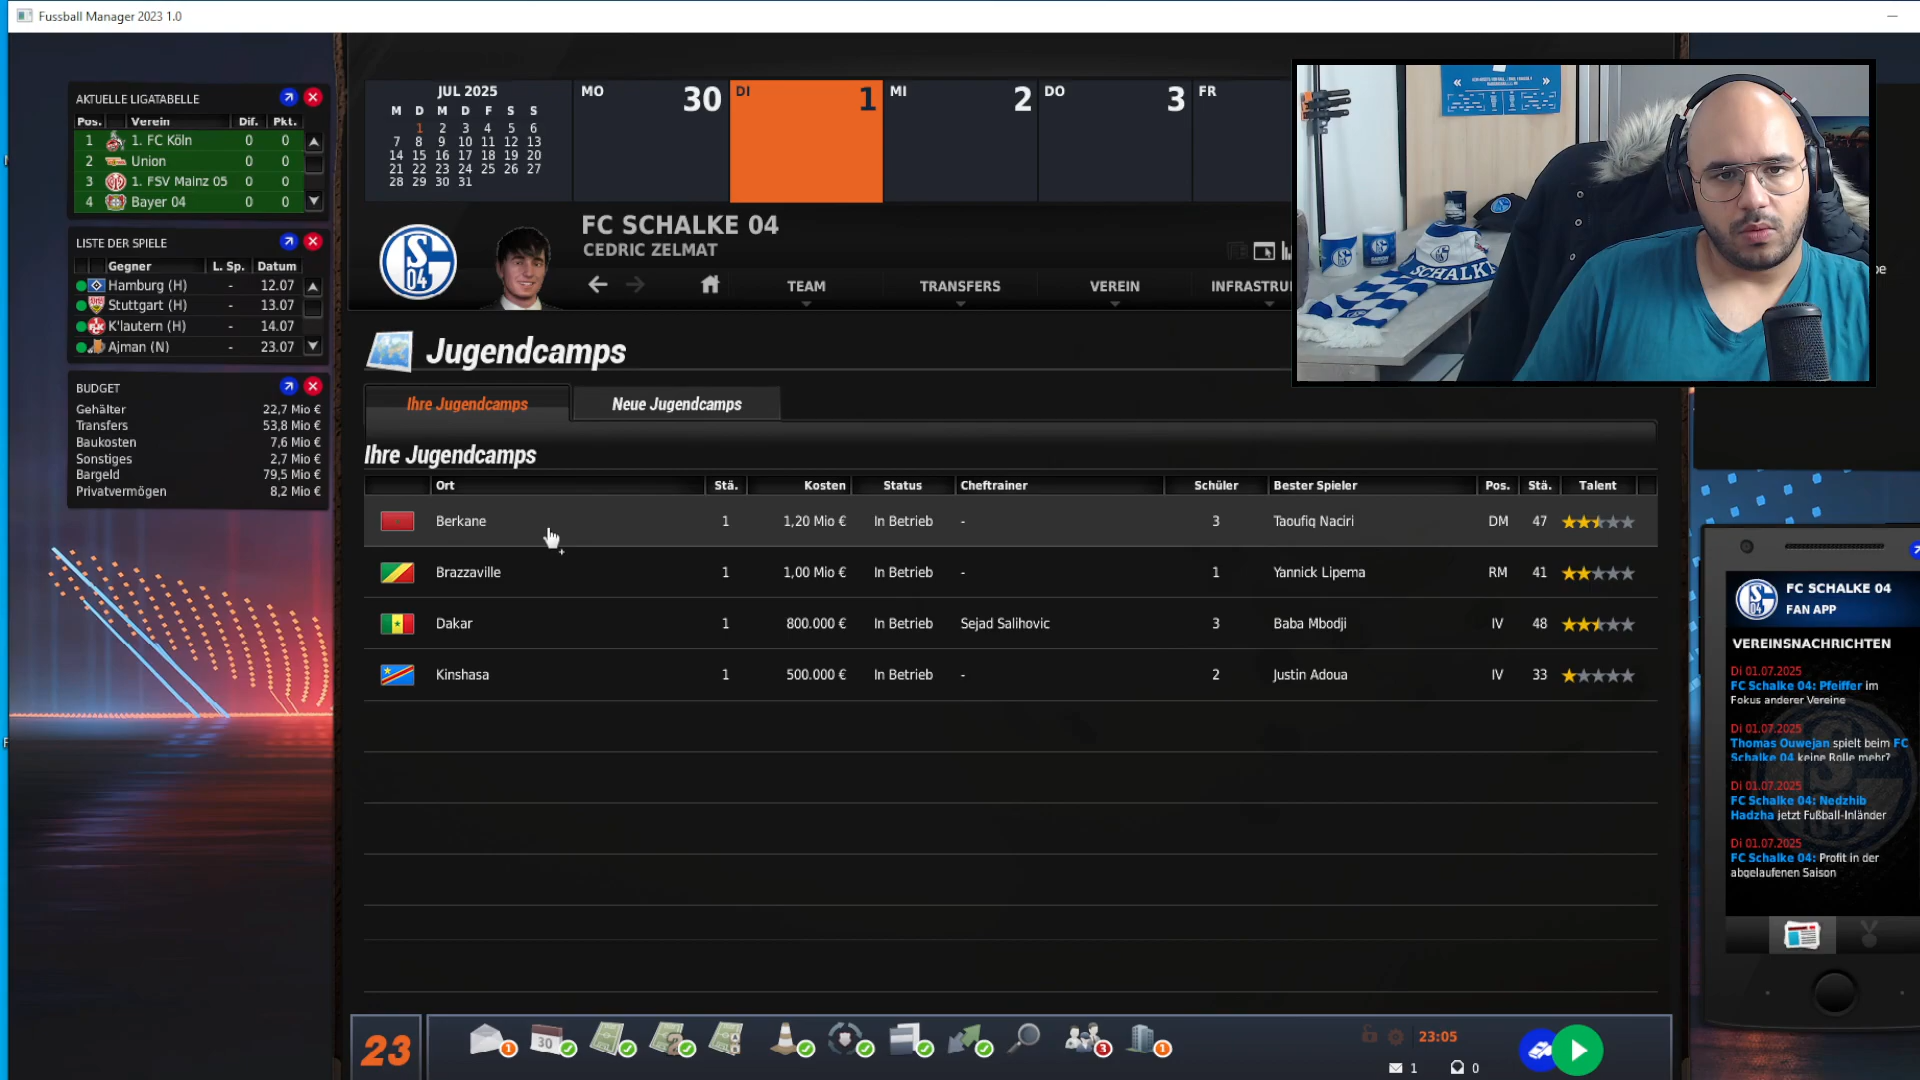 Fussball Manager 2023 1.0
AKTUELLE LIGATABELLE
Pos. Verein Dif. Pkt.
1 1. FC Köln 0 0
2 Union 0 0
3 1. FSV Mainz 05 0 0
4 Bayer 04 0 0
LISTE DER SPIELE
Gegner L. Sp. Datum
Hamburg (H) - 12.07
Stuttgart (H) - 13.07
K'lautern (H) - 14.07
Ajman (N) - 23.07
BUDGET
Gehälter 22,7 Mio €
Transfers 53,8 Mio €
Baukosten 7,6 Mio €
Sonstiges 2,7 Mio €
Bargeld 79,5 Mio €
Privatvermögen 8,2 Mio €
JUL 2025
M D M D F S S
1 2 3 4 5 6
7 8 9 10 11 12 13
14 15 16 17 18 19 20
21 22 23 24 25 26 27
28 29 30 31
MO 30
DI 1
MI 2
DO 3
FR
S 04
FC SCHALKE 04
CEDRIC ZELMAT
TEAM TRANSFERS VEREIN INFRASTRU
SCHALKE
Jugendcamps
Ihre Jugendcamps Neue Jugendcamps
Ihre Jugendcamps
Ort Stä. Kosten Status Cheftrainer Schüler Bester Spieler Pos. Stä. Talent
Berkane 1 1,20 Mio € In Betrieb - 3 Taoufiq Naciri DM 47
Brazzaville 1 1,00 Mio € In Betrieb - 1 Yannick Lipema RM 41
Dakar 1 800.000 € In Betrieb Sejad Salihovic 3 Baba Mbodji IV 48
Kinshasa 1 500.000 € In Betrieb - 2 Justin Adoua IV 33
FC SCHALKE 04
FAN APP
VEREINSNACHRICHTEN
Di 01.07.2025
FC Schalke 04: Pfeiffer im
Fokus anderer Vereine
Di 01.07.2025
Thomas Ouwejan spielt beim FC
Schalke 04 keine Rolle mehr?
Di 01.07.2025
FC Schalke 04: Nedzhib
Hadzha jetzt Fußball-Inländer
Di 01.07.2025
FC Schalke 04: Profit in der
abgelaufenen Saison
23
1
30
3
1
23:05
1 0